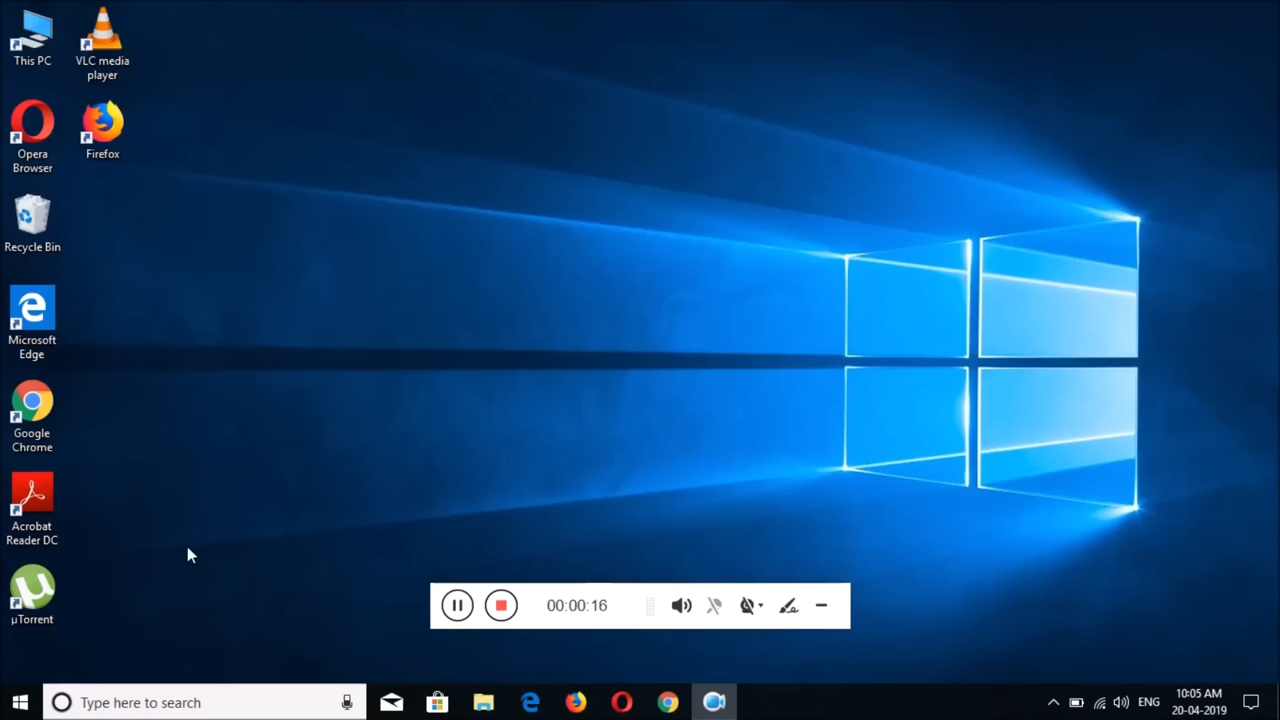 This PC
VLC media
player
Opera
Browser
Firefox
Recycle Bin
Microsoft
Edge
Google
Chrome
Acrobat
Reader DC
µTorrent
00:00:16
Type here to search
ENG
10:05 AM
20-04-2019